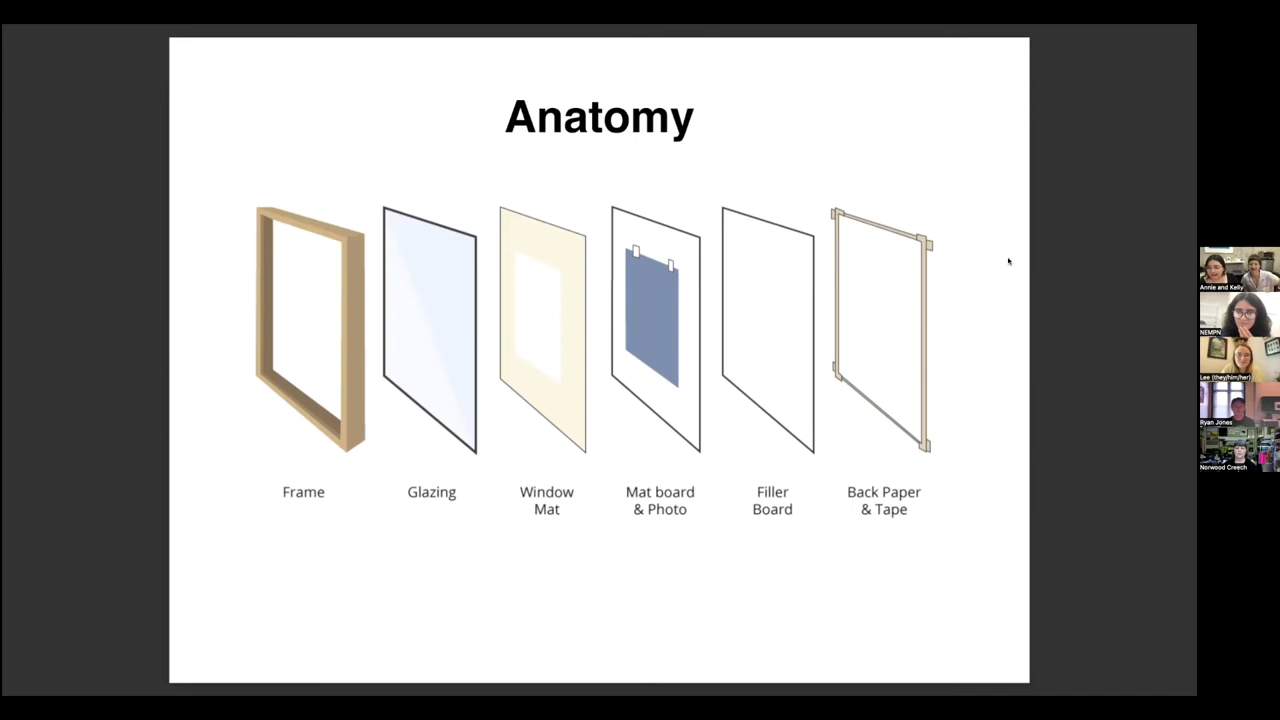 Anatomy
Frame
Glazing
Window
Mat
Mat board
& Photo
Filler
Board
Back Paper
& Tape
Annie and Kelly
NEMPN
Lee (they/him/her)
Ryan Jones
Norwood Creech